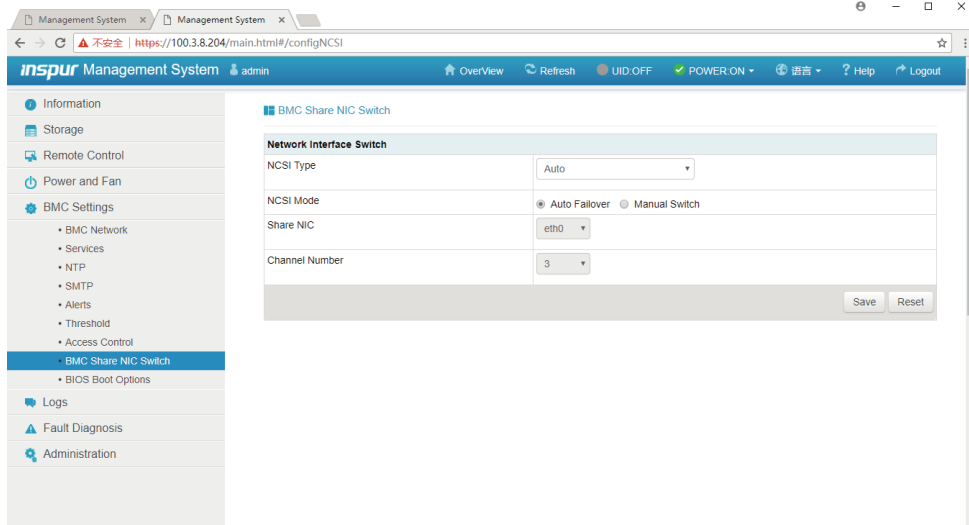 Management System
Management System
不安全 | https://100.3.8.204/main.html#/configNCSI
inspur Management System admin OverView Refresh UID:OFF POWER:ON 语言 ? Help Logout
Information
Storage
Remote Control
Power and Fan
BMC Settings
• BMC Network
• Services
• NTP
• SMTP
• Alerts
• Threshold
• Access Control
• BMC Share NIC Switch
• BIOS Boot Options
Logs
Fault Diagnosis
Administration
BMC Share NIC Switch
Network Interface Switch
NCSI Type Auto
NCSI Mode Auto Failover Manual Switch
Share NIC eth0
Channel Number 3
Save Reset